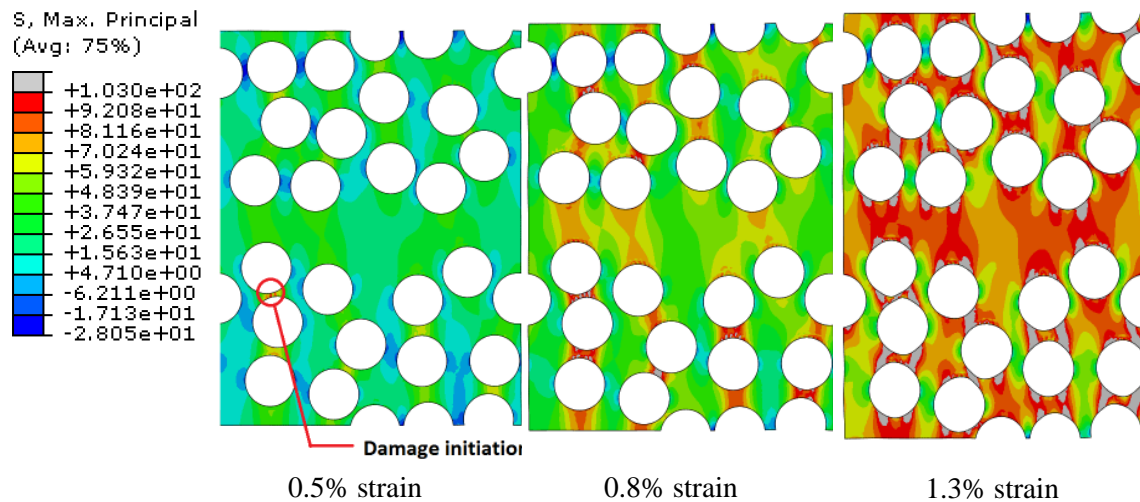 S, Max. Principal
(Avg: 75%)
+1.030e+02
+9.208e+01
+8.116e+01
+7.024e+01
+5.932e+01
+4.839e+01
+3.747e+01
+2.655e+01
+1.563e+01
+4.710e+00
-6.211e+00
-1.713e+01
-2.805e+01
Damage initiation
0.5% strain
0.8% strain
1.3% strain